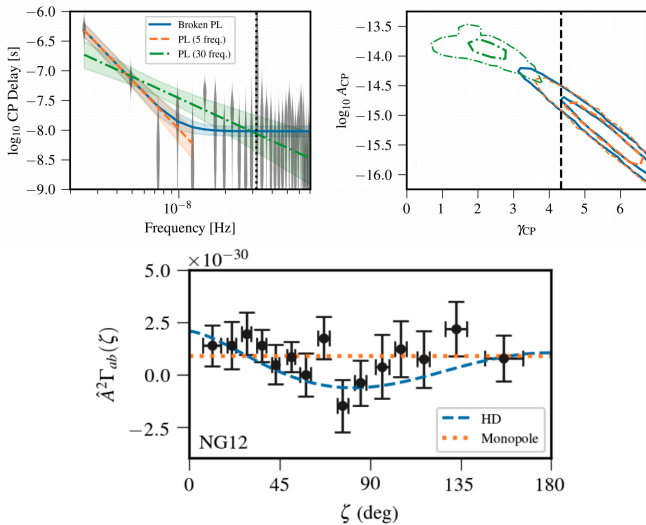 −6.0
−6.5
−7.0
−7.5
−8.0
−8.5
−9.0
log₁₀ CP Delay [s]
Broken PL
PL (5 freq.)
PL (30 freq.)
10⁻⁸
Frequency [Hz]
−13.5
−14.0
−14.5
−15.0
−15.5
−16.0
log₁₀ A_CP
0 1 2 3 4 5 6
γ_CP
×10⁻³⁰
5.0
2.5
0.0
−2.5
Â²Γ_ab(ζ)
NG12
HD
Monopole
0 45 90 135 180
ζ (deg)